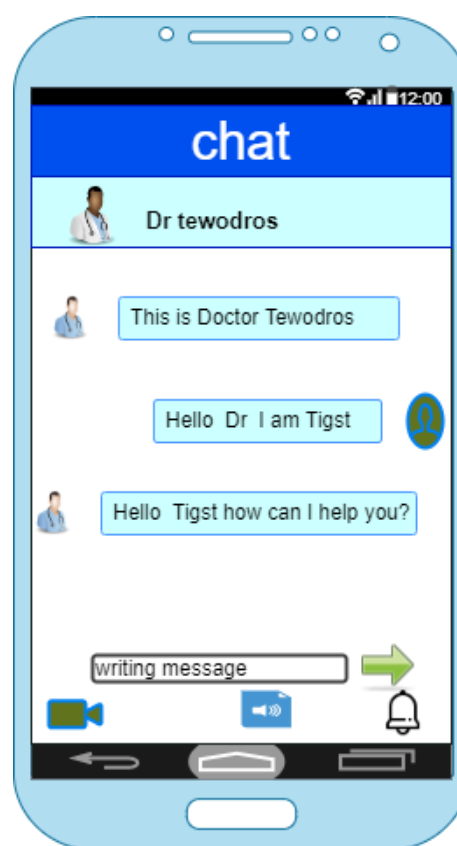 12:00
chat
Dr tewodros
This is Doctor Tewodros
Hello Dr I am Tigst
Hello Tigst how can I help you?
writing message